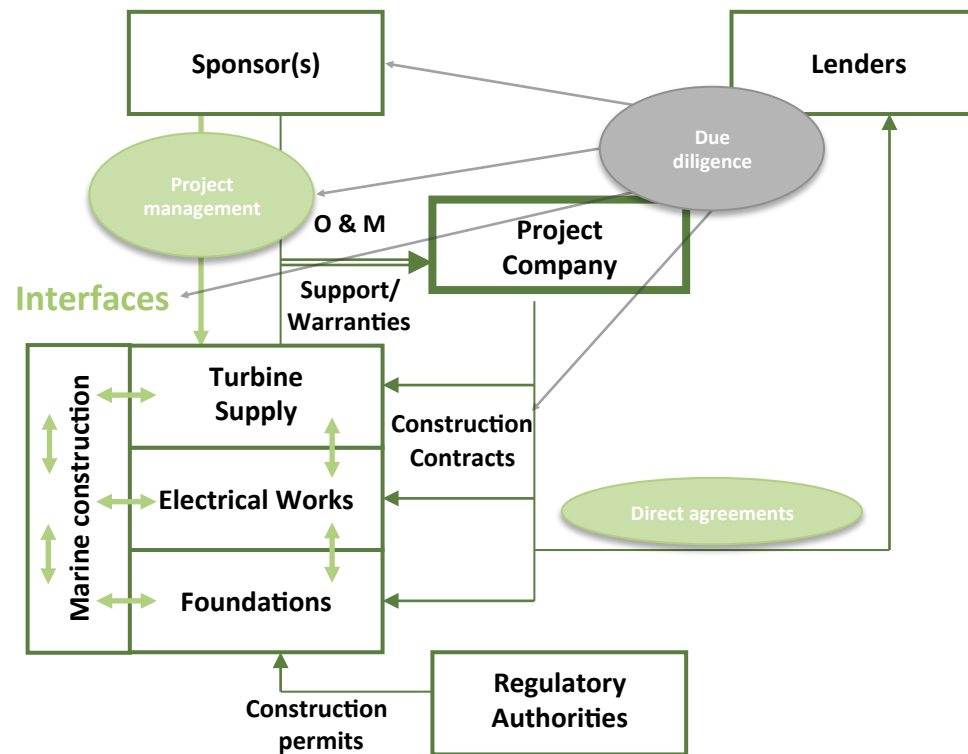 Sponsor(s)
Lenders
Due
diligence
Project
management
O & M
Project
Company
Interfaces
Support/
Warranties
Marine construction
Turbine
Supply
Construction
Contracts
Electrical Works
Direct agreements
Foundations
Regulatory
Authorities
Construction
permits